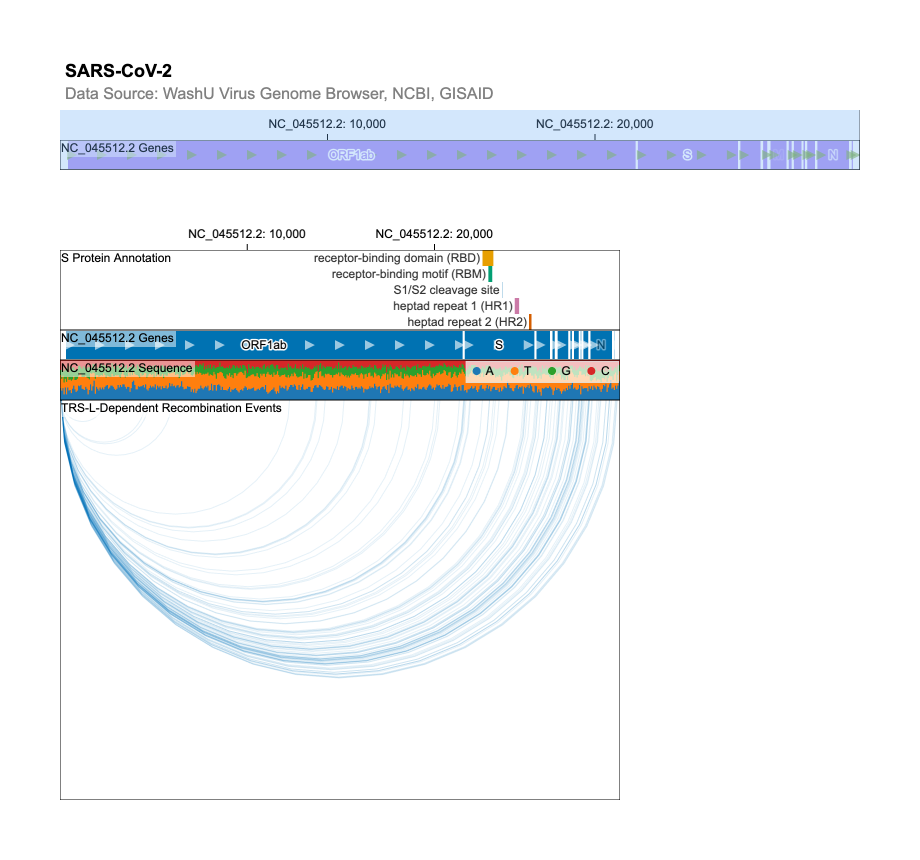 SARS-CoV-2
Data Source: WashU Virus Genome Browser, NCBI, GISAID
NC_045512.2: 10,000 NC_045512.2: 20,000
NC_045512.2 Genes ORF1ab S N
NC_045512.2: 10,000 NC_045512.2: 20,000
S Protein Annotation receptor-binding domain (RBD)
receptor-binding motif (RBM)
S1/S2 cleavage site
heptad repeat 1 (HR1)
heptad repeat 2 (HR2)
NC_045512.2 Genes ORF1ab S N
NC_045512.2 Sequence A T G C
TRS-L-Dependent Recombination Events